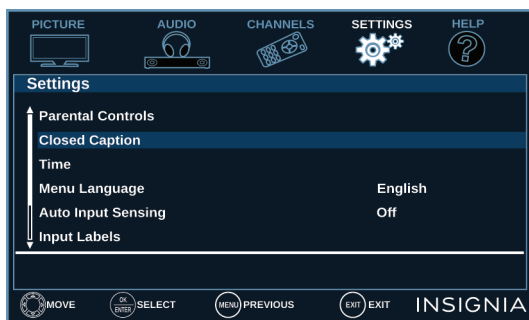 PICTURE AUDIO CHANNELS SETTINGS HELP
Settings
Parental Controls
Closed Caption
Time
Menu Language English
Auto Input Sensing Off
Input Labels
MOVE OK ENTER SELECT MENU PREVIOUS EXIT EXIT INSIGNIA